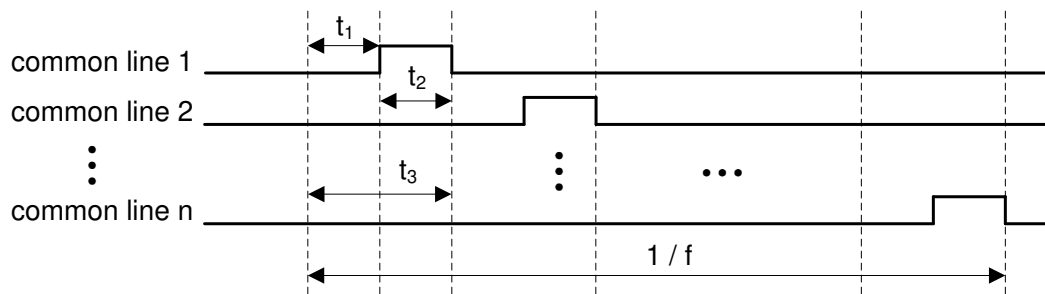 t₁
common line 1
t₂
common line 2
t₃
common line n
1 / f